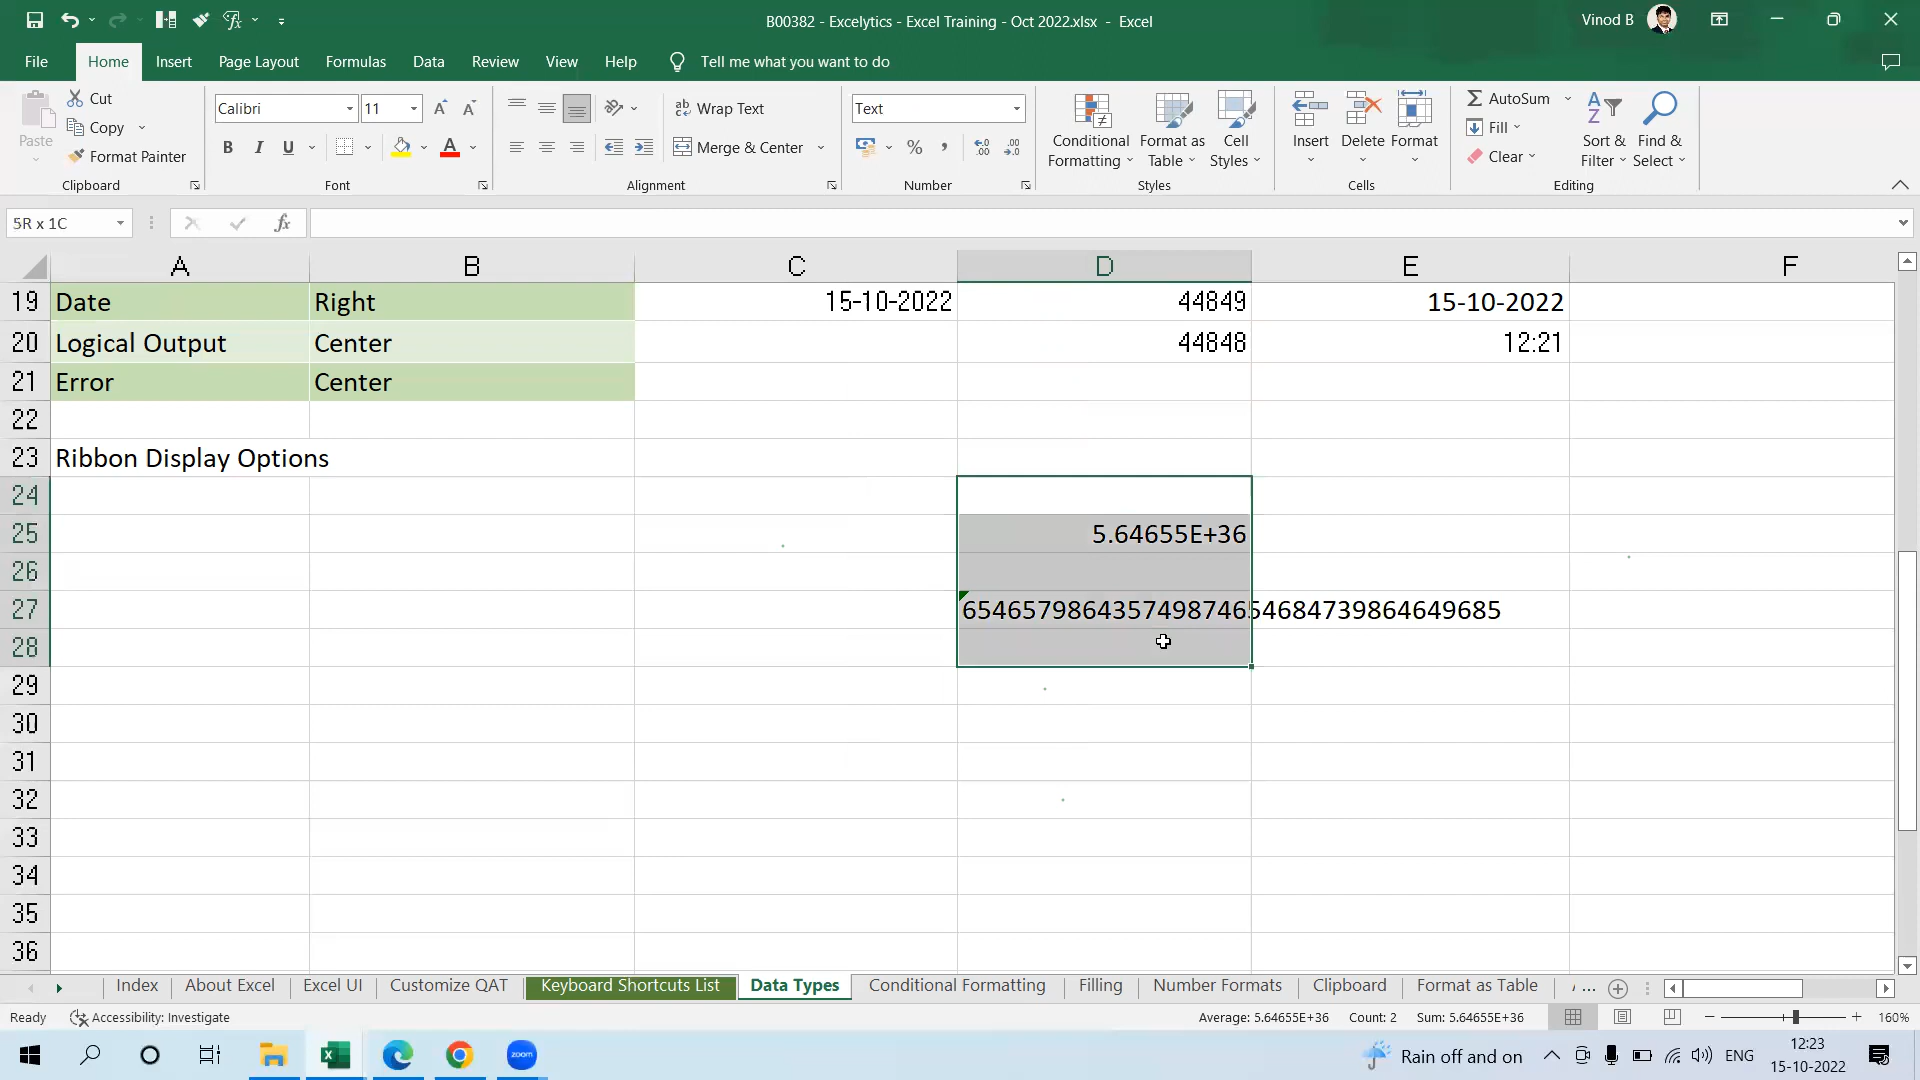 B00382 - Excelytics - Excel Training - Oct 2022.xlsx - Excel
Vinod B
File Home Insert Page Layout Formulas Data Review View Help Tell me what you want to do
Paste
Cut
Copy
Format Painter
Clipboard
Calibri 11
B I U
Font
Wrap Text
Merge & Center
Alignment
Text
Number
Conditional Formatting
Format as Table
Cell Styles
Styles
Insert
Delete
Format
Cells
AutoSum
Fill
Clear
Sort & Filter
Find & Select
Editing
5R x 1C
fx
A B C D E F
19 Date Right 15-10-2022 44849 15-10-2022
20 Logical Output Center 44848 12:21
21 Error Center
22
23 Ribbon Display Options
24
25 5.64655E+36
26
27 654657986435749874654684739864649685
28
29
30
31
32
33
34
35
36
Index About Excel Excel UI Customize QAT Keyboard Shortcuts List Data Types Conditional Formatting Filling Number Formats Clipboard Format as Table
Ready Accessibility: Investigate Average: 5.64655E+36 Count: 2 Sum: 5.64655E+36 160%
zoom
Rain off and on
ENG
12:23
15-10-2022